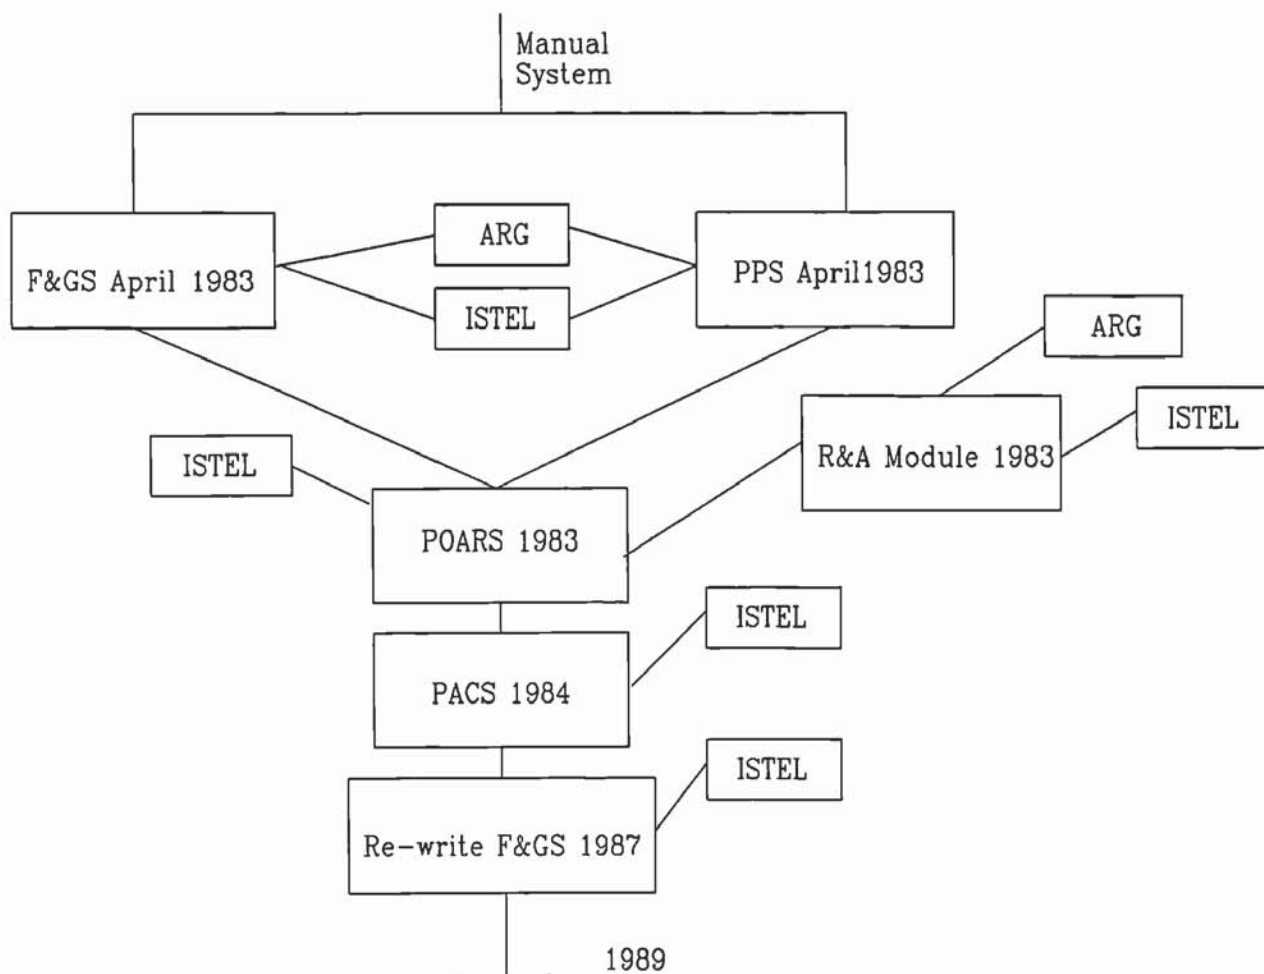 Manual
System
ARG
F&GS April 1983
PPS April1983
ISTEL
ARG
ISTEL
R&A Module 1983
ISTEL
POARS 1983
ISTEL
PACS 1984
ISTEL
Re-write F&GS 1987
1989